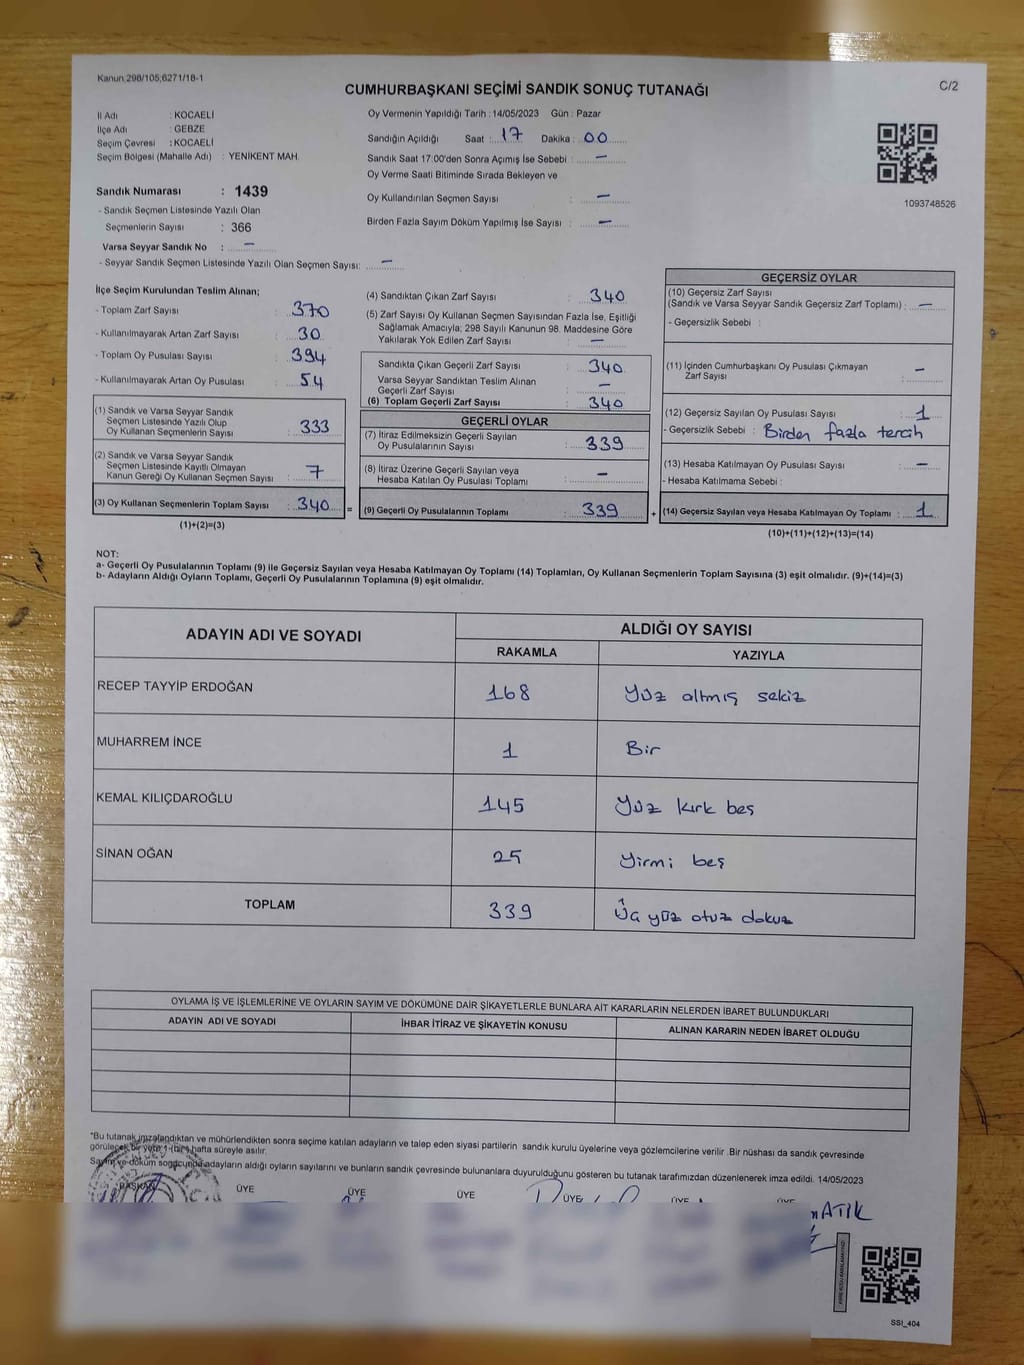 Kanun,298/105;6271/18-1
C/2
CUMHURBAŞKANI SEÇİMİ SANDIK SONUÇ TUTANAĞI
İl Adı : KOCAELİ
İlçe Adı : GEBZE
Seçim Çevresi : KOCAELİ
Seçim Bölgesi (Mahalle Adı) : YENİKENT MAH.
Sandık Numarası : 1439
- Sandık Seçmen Listesinde Yazılı Olan
Seçmenlerin Sayısı : 366
Varsa Seyyar Sandık No : —
- Seyyar Sandık Seçmen Listesinde Yazılı Olan Seçmen Sayısı: —
Oy Vermenin Yapıldığı Tarih : 14/05/2023 Gün : Pazar
Sandığın Açıldığı Saat : 17 Dakika : 00
Sandık Saat 17:00'den Sonra Açımış İse Sebebi : —
Oy Verme Saati Bitiminde Sırada Bekleyen ve
Oy Kullandırılan Seçmen Sayısı : —
Birden Fazla Sayım Döküm Yapılmış İse Sayısı : —
1093748526
İlçe Seçim Kurulundan Teslim Alınan;
- Toplam Zarf Sayısı : 370
- Kullanılmayarak Artan Zarf Sayısı : 30
- Toplam Oy Pusulası Sayısı : 394
- Kullanılmayarak Artan Oy Pusulası : 54
(1) Sandık ve Varsa Seyyar Sandık
Seçmen Listesinde Yazılı Olup
Oy Kullanan Seçmenlerin Sayısı : 333
(2) Sandık ve Varsa Seyyar Sandık
Seçmen Listesinde Kayıtlı Olmayan
Kanun Gereği Oy Kullanan Seçmen Sayısı : 7
(3) Oy Kullanan Seçmenlerin Toplam Sayısı : 340 =
(1)+(2)=(3)
(4) Sandıktan Çıkan Zarf Sayısı : 340
(5) Zarf Sayısı Oy Kullanan Seçmen Sayısından Fazla İse, Eşitliği
Sağlamak Amacıyla; 298 Sayılı Kanunun 98. Maddesine Göre
Yakılarak Yok Edilen Zarf Sayısı : —
Sandıkta Çıkan Geçerli Zarf Sayısı : 340
Varsa Seyyar Sandıktan Teslim Alınan
Geçerli Zarf Sayısı : —
(6) Toplam Geçerli Zarf Sayısı : 340
GEÇERLİ OYLAR
(7) İtiraz Edilmeksizin Geçerli Sayılan
Oy Pusulalarının Sayısı : 339
(8) İtiraz Üzerine Geçerli Sayılan veya
Hesaba Katılan Oy Pusulası Toplamı : —
(9) Geçerli Oy Pusulalarının Toplamı : 339 +
GEÇERSİZ OYLAR
(10) Geçersiz Zarf Sayısı
(Sandık ve Varsa Seyyar Sandık Geçersiz Zarf Toplamı) : —
- Geçersizlik Sebebi :
(11) İçinden Cumhurbaşkanı Oy Pusulası Çıkmayan
Zarf Sayısı : —
(12) Geçersiz Sayılan Oy Pusulası Sayısı : 1
- Geçersizlik Sebebi : Birden fazla tercih
(13) Hesaba Katılmayan Oy Pusulası Sayısı : —
- Hesaba Katılmama Sebebi :
(14) Geçersiz Sayılan veya Hesaba Katılmayan Oy Toplamı : 1
(10)+(11)+(12)+(13)=(14)
NOT:
a- Geçerli Oy Pusulalarının Toplamı (9) ile Geçersiz Sayılan veya Hesaba Katılmayan Oy Toplamı (14) Toplamları, Oy Kullanan Seçmenlerin Toplam Sayısına (3) eşit olmalıdır. (9)+(14)=(3)
b- Adayların Aldığı Oyların Toplamı, Geçerli Oy Pusulalarının Toplamına (9) eşit olmalıdır.
ADAYIN ADI VE SOYADI ALDIĞI OY SAYISI
RAKAMLA YAZIYLA
RECEP TAYYİP ERDOĞAN 168 Yüz altmış sekiz
MUHARREM İNCE 1 Bir
KEMAL KILIÇDAROĞLU 145 Yüz kırk beş
SİNAN OĞAN 25 Yirmi beş
TOPLAM 339 Üç yüz otuz dokuz
OYLAMA İŞ VE İŞLEMLERİNE VE OYLARIN SAYIM VE DÖKÜMÜNE DAİR ŞİKAYETLERLE BUNLARA AİT KARARLARIN NELERDEN İBARET BULUNDUKLARI
ADAYIN ADI VE SOYADI İHBAR İTİRAZ VE ŞİKAYETİN KONUSU ALINAN KARARIN NEDEN İBARET OLDUĞU
*Bu tutanak imzalandıktan ve mühürlendikten sonra seçime katılan adayların ve talep eden siyasi partilerin sandık kurulu üyelerine veya gözlemcilerine verilir. Bir nüshası da sandık çevresinde
görülecek bir yere 1 (bir) hafta süreyle asılır.
Sayım ve döküm sonucunda adayların aldığı oyların sayılarını ve bunların sandık çevresinde bulunanlara duyurulduğunu gösteren bu tutanak tarafımızdan düzenlenerek imza edildi. 14/05/2023
BAŞKAN ÜYE ÜYE ÜYE ÜYE ÜYE ÜYE
SSI_404